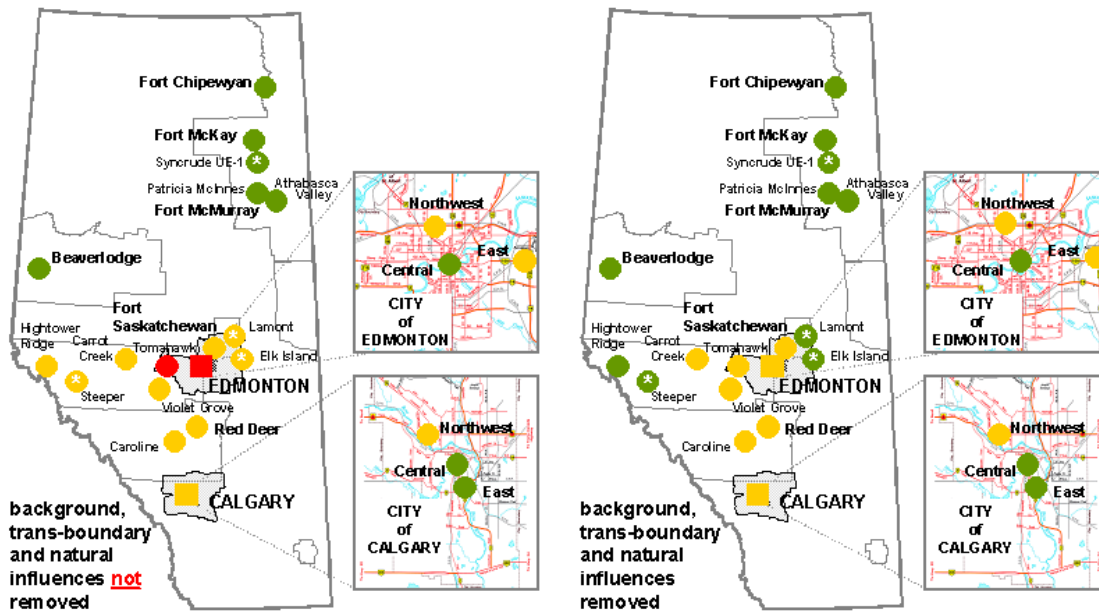 Fort Chipewyan
Fort McKay
Syncrude UE-1
*
Patricia McInnes
Athabasca
Valley
Fort McMurray
Beaverlodge
Fort
Saskatchewan
Lamont
*
Hightower
Ridge
Carrot
Creek
Tomahawk
Elk Island
*
*
Steeper
EDMONTON
Violet Grove
Red Deer
Caroline
CALGARY
background,
trans-boundary
and natural
influences not
removed
Northwest
East
Central
CITY
of
EDMONTON
Northwest
Central
East
CITY
of
CALGARY
Fort Chipewyan
Fort McKay
Syncrude UE-1
*
Patricia McInnes
Athabasca
Valley
Fort McMurray
Beaverlodge
Fort
Saskatchewan
Lamont
*
Hightower
Ridge
Carrot
Creek
Tomahawk
Elk Island
*
*
Steeper
EDMONTON
Violet Grove
Red Deer
Caroline
CALGARY
background,
trans-boundary
and natural
influences
removed
Northwest
East
Central
CITY
of
EDMONTON
Northwest
Central
East
CITY
of
CALGARY